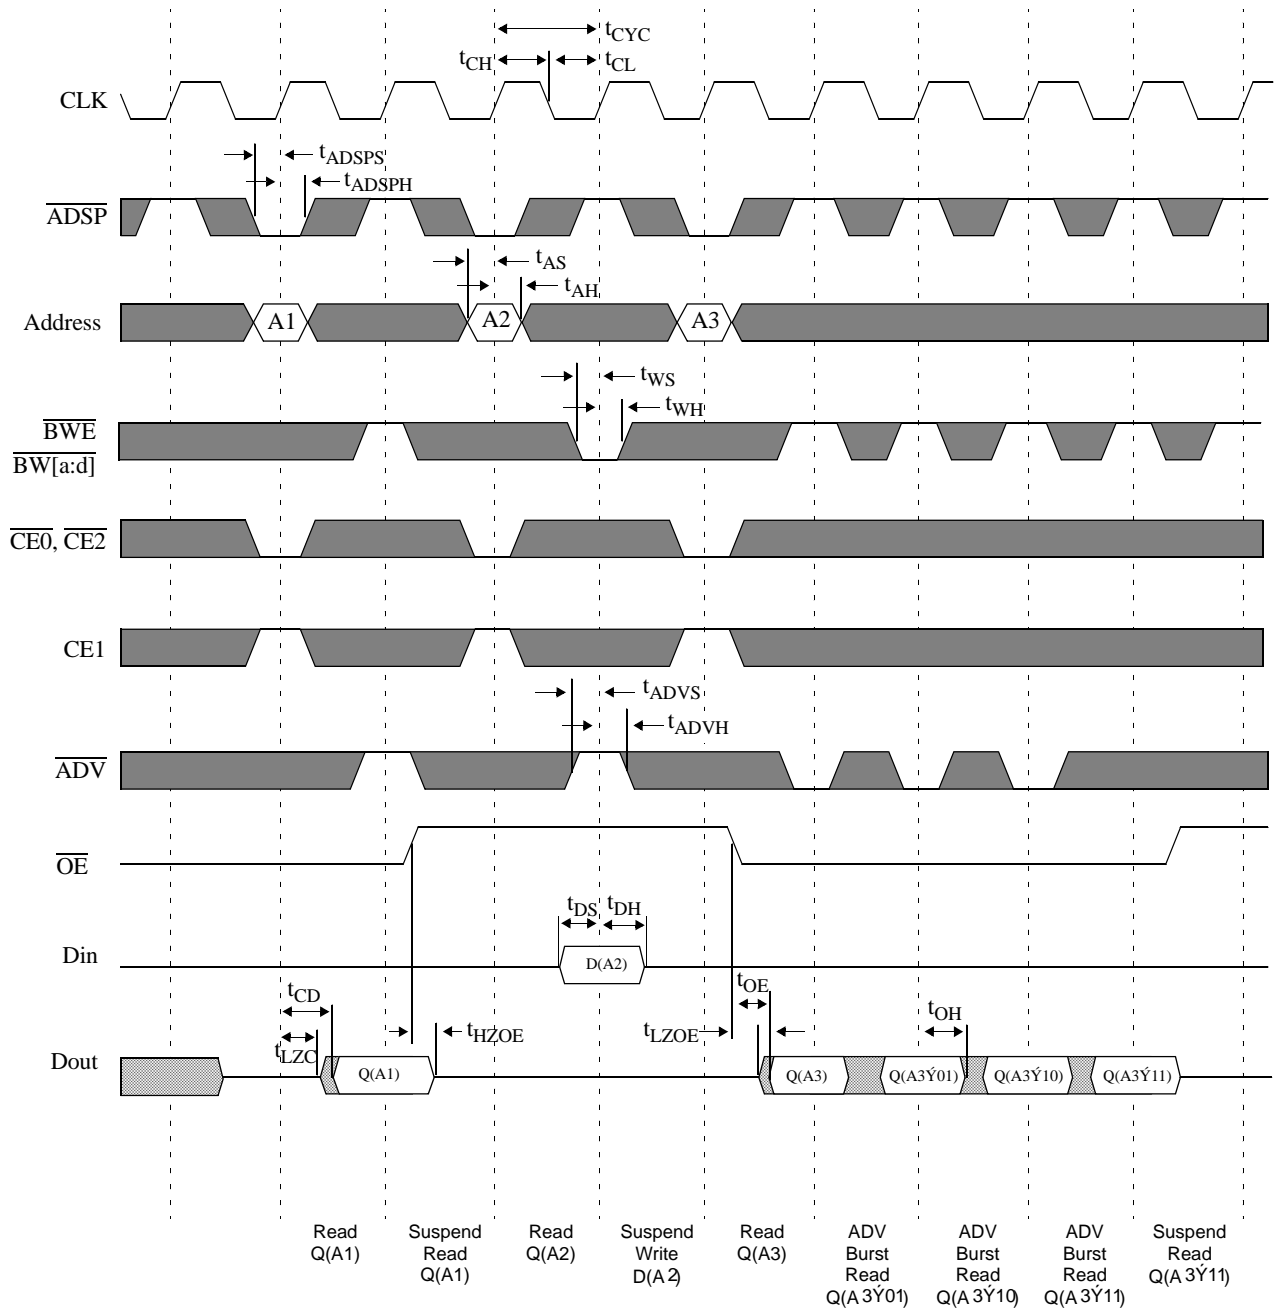 tCYC
tCH
tCL
CLK
tADSPS
tADSPH
ADSP
tAS
tAH
Address
A1
A2
A3
tWS
tWH
BWE
BW[a:d]
CE0, CE2
CE1
tADVS
tADVH
ADV
OE
tDS
tDH
Din
D(A2)
tCD
tOE
tOH
tLZC
tHZOE
tLZOE
Dout
Q(A1)
Q(A3)
Q(A3Ý01)
Q(A3Ý10)
Q(A3Ý11)
Read
Q(A1)
Suspend
Read
Q(A1)
Read
Q(A2)
Suspend
Write
D(A2)
Read
Q(A3)
ADV
Burst
Read
Q(A3Ý01)
ADV
Burst
Read
Q(A3Ý10)
ADV
Burst
Read
Q(A3Ý11)
Suspend
Read
Q(A3Ý11)